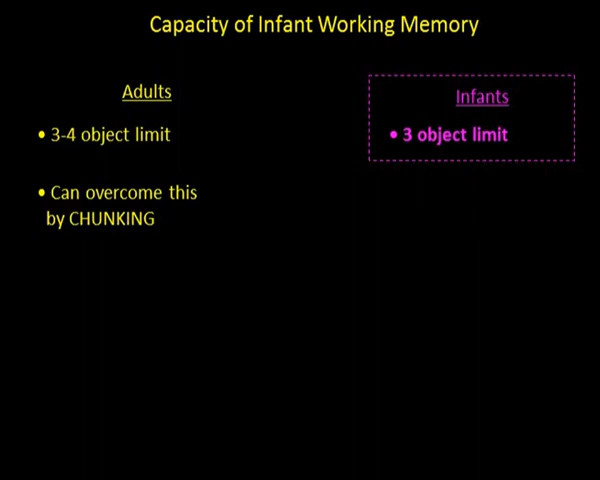 Capacity of Infant Working Memory
Adults
• 3-4 object limit
• Can overcome this
by CHUNKING
Infants
• 3 object limit